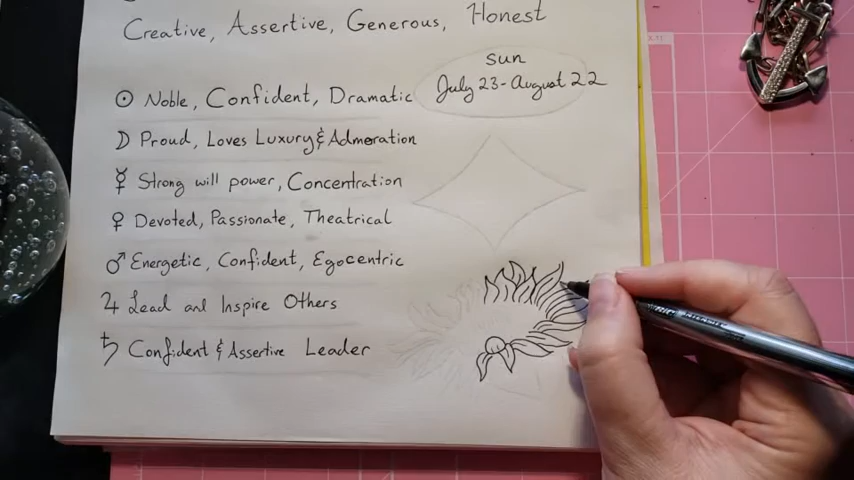 Creative, Assertive, Generous, Honest
Sun
July 23 - August 22
☉ Noble, Confident, Dramatic
☽ Proud, Loves Luxury & Admoration
☿ Strong will power, Concentration
♀ Devoted, Passionate, Theatrical
♂ Energetic, Confident, Egocentric
♃ Lead and Inspire Others
♄ Confident & Assertive Leader